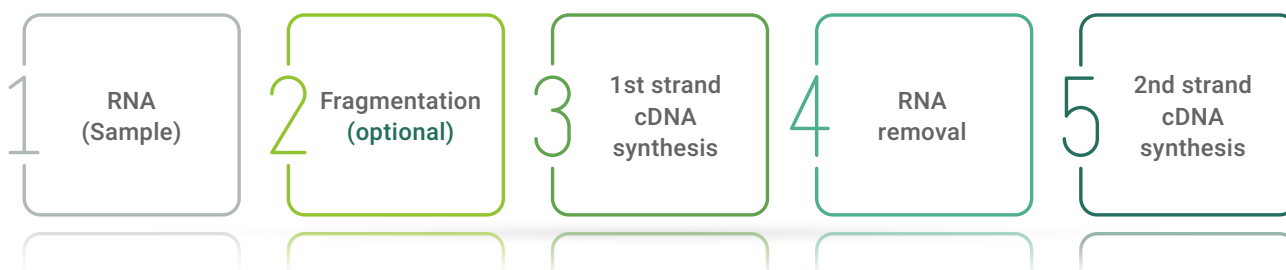 1
RNA
(Sample)
2
Fragmentation
(optional)
3
1st strand
cDNA
synthesis
4
RNA
removal
5
2nd strand
cDNA
synthesis